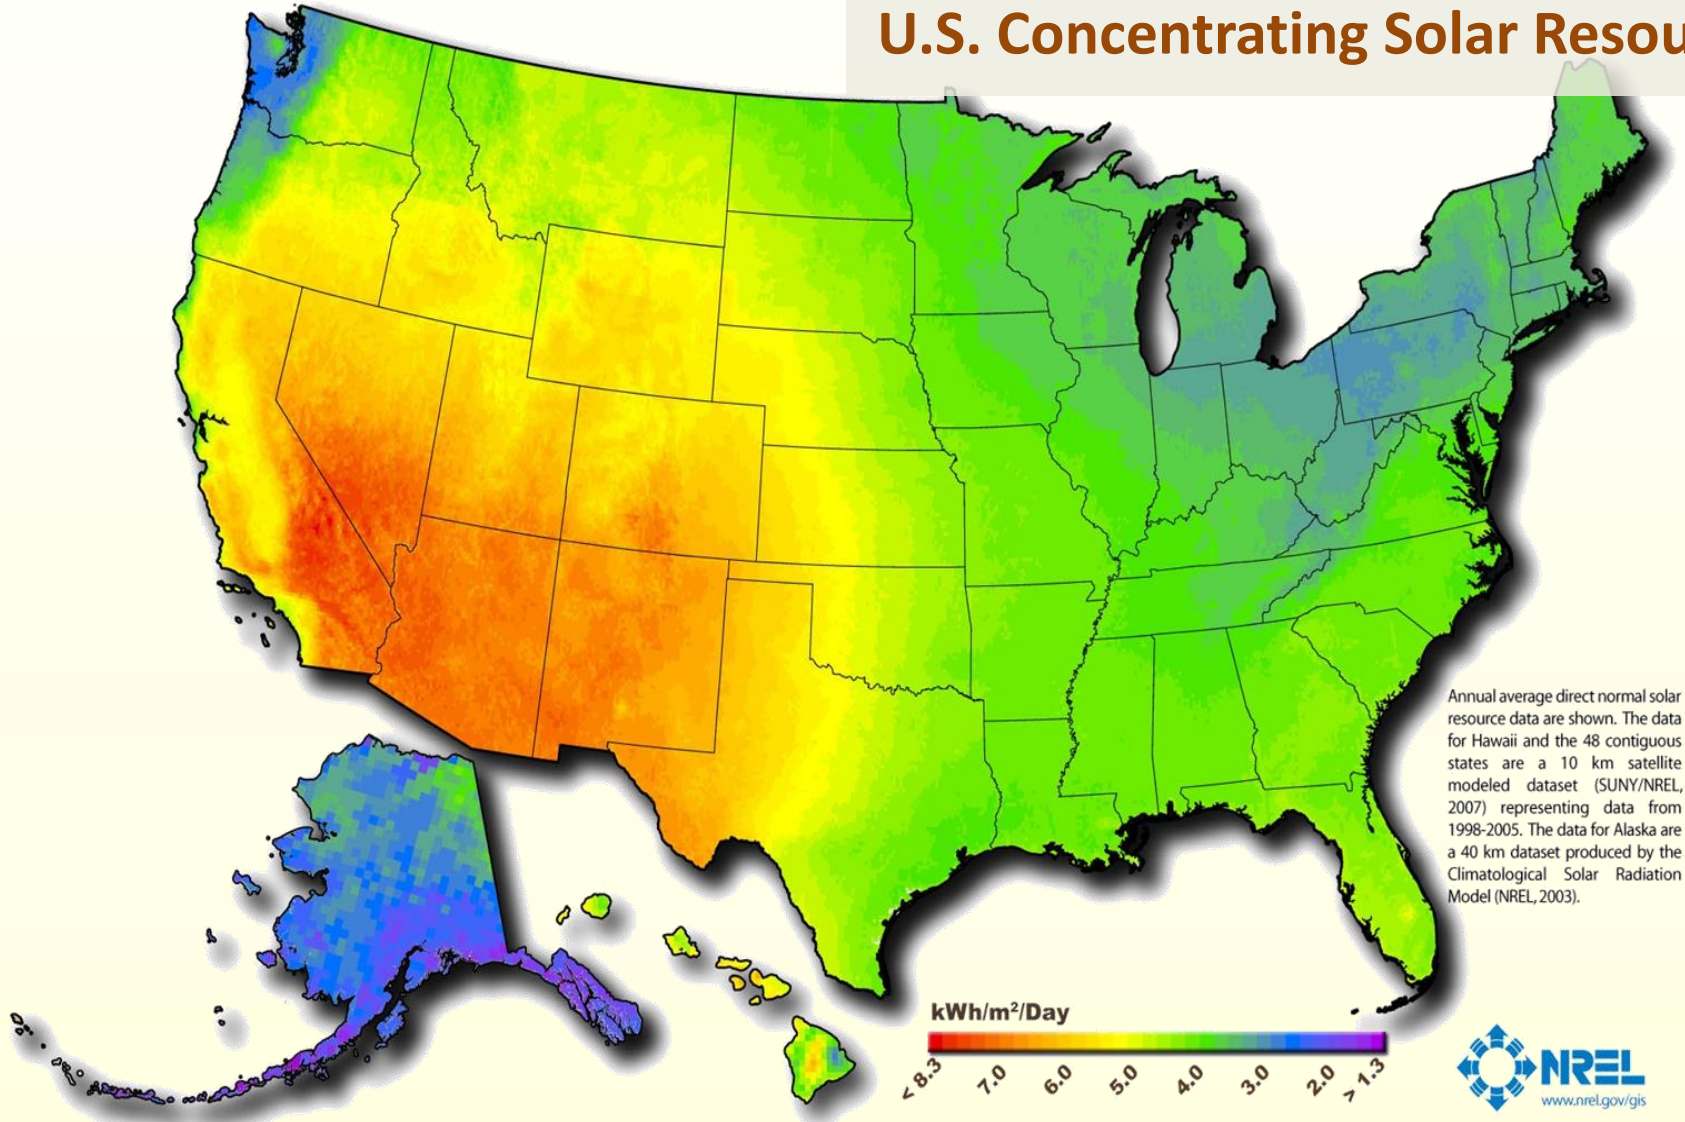 U.S. Concentrating Solar Resou
Annual average direct normal solar
resource data are shown. The data
for Hawaii and the 48 contiguous
states are a 10 km satellite
modeled dataset (SUNY/NREL,
2007) representing data from
1998-2005. The data for Alaska are
a 40 km dataset produced by the
Climatological Solar Radiation
Model (NREL, 2003).
kWh/m²/Day
< 8.3 7.0 6.0 5.0 4.0 3.0 2.0 > 1.3
NREL
www.nrel.gov/gis